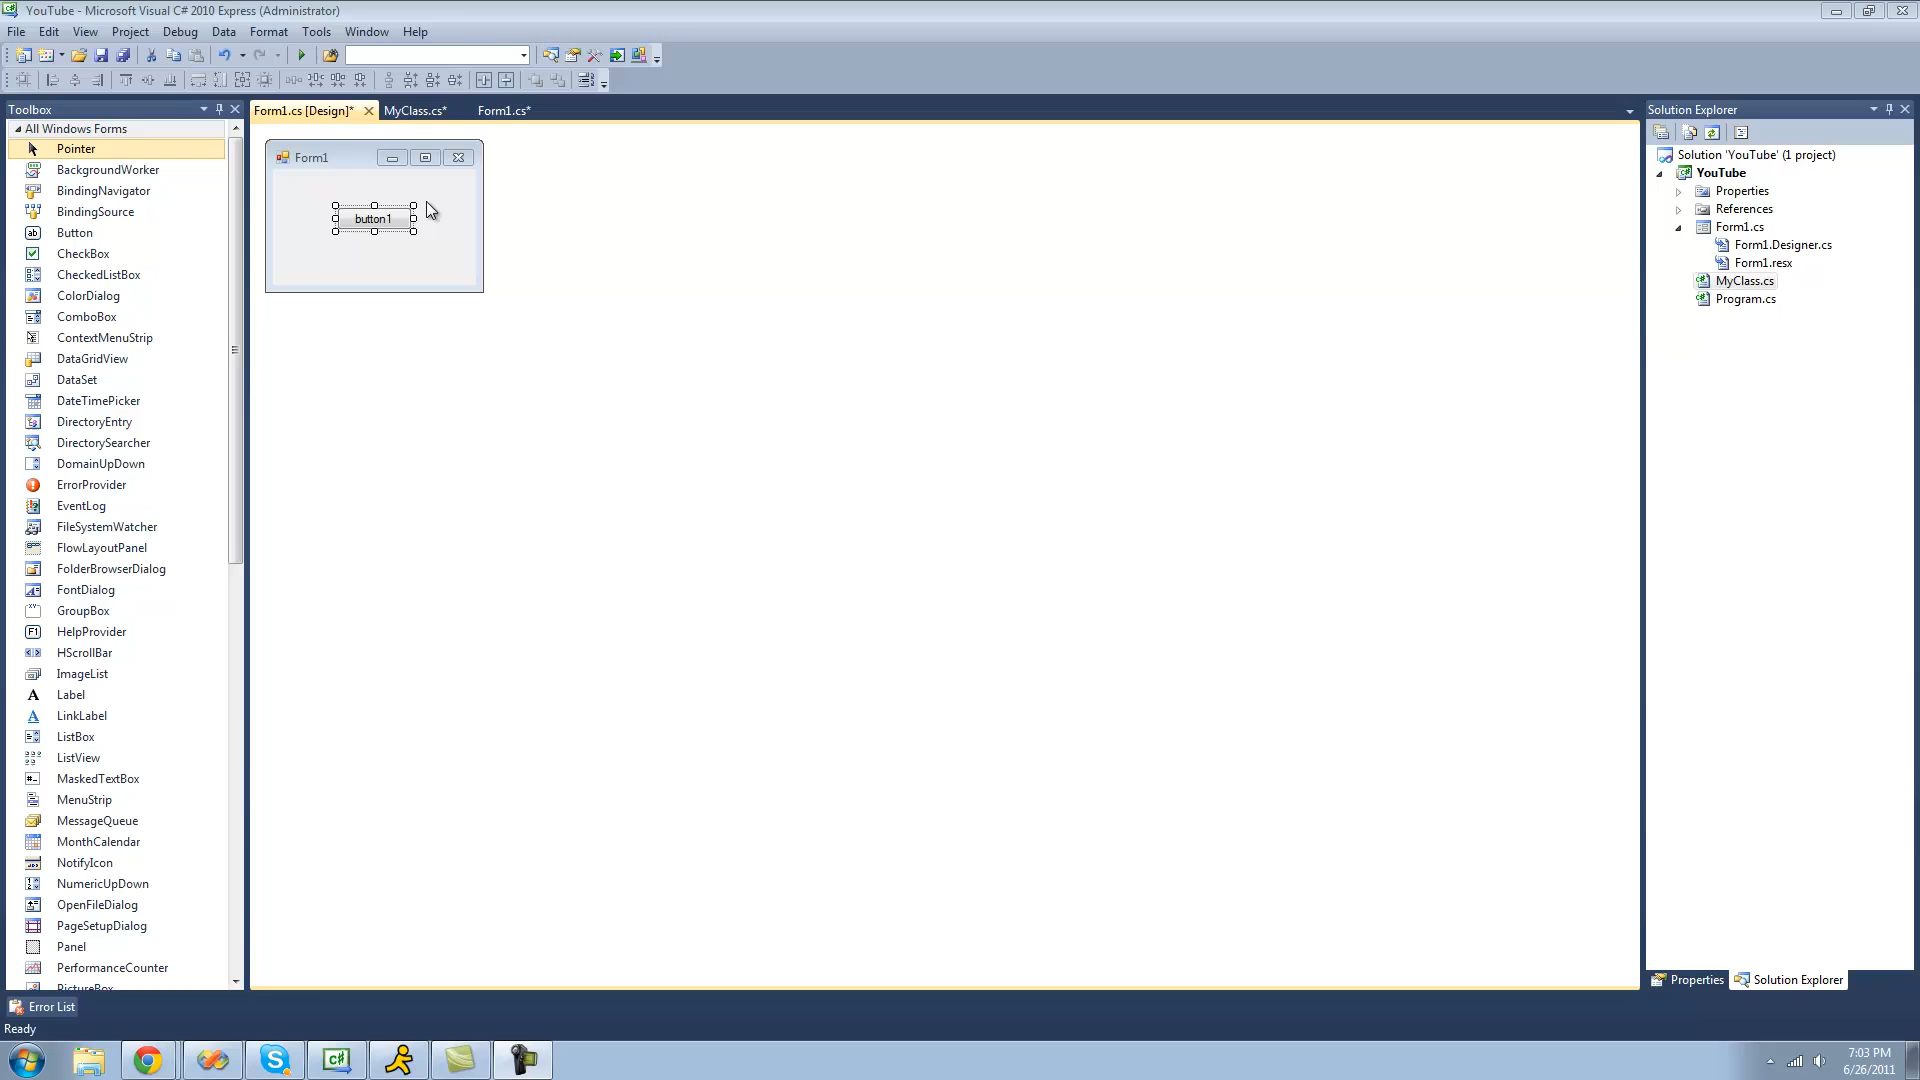 YouTube - Microsoft Visual C# 2010 Express (Administrator)
File Edit View Project Debug Data Format Tools Window Help
Toolbox
All Windows Forms
Pointer
BackgroundWorker
BindingNavigator
BindingSource
Button
CheckBox
CheckedListBox
ColorDialog
ComboBox
ContextMenuStrip
DataGridView
DataSet
DateTimePicker
DirectoryEntry
DirectorySearcher
DomainUpDown
ErrorProvider
EventLog
FileSystemWatcher
FlowLayoutPanel
FolderBrowserDialog
FontDialog
GroupBox
HelpProvider
HScrollBar
ImageList
Label
LinkLabel
ListBox
ListView
MaskedTextBox
MenuStrip
MessageQueue
MonthCalendar
NotifyIcon
NumericUpDown
OpenFileDialog
PageSetupDialog
Panel
PerformanceCounter
PictureBox
Form1.cs [Design]* MyClass.cs* Form1.cs*
Form1
button1
Solution Explorer
Solution 'YouTube' (1 project)
YouTube
Properties
References
Form1.cs
Form1.Designer.cs
Form1.resx
MyClass.cs
Program.cs
Properties Solution Explorer
Error List
Ready
7:03 PM
6/26/2011